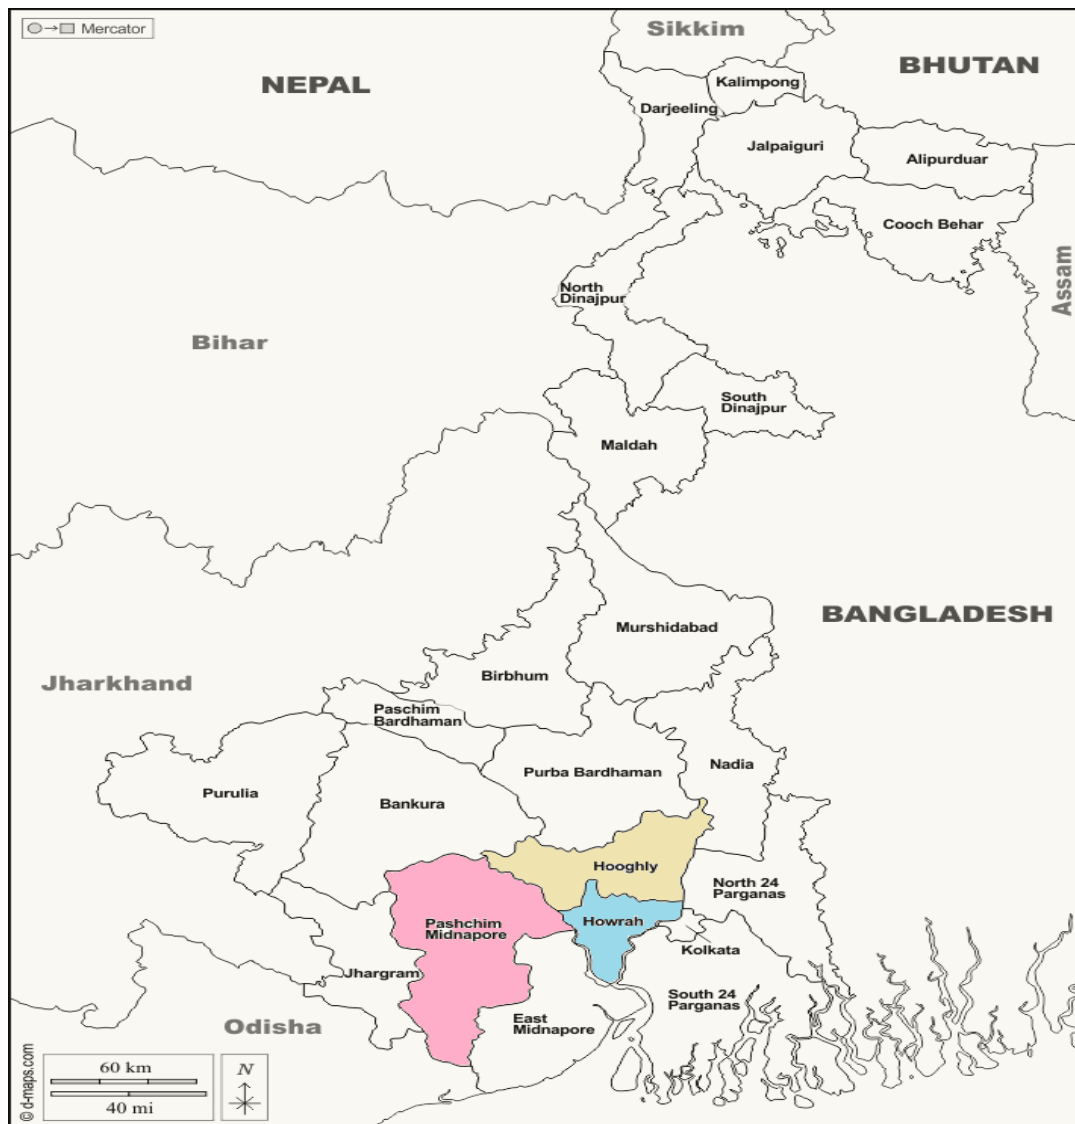 Mercator
Sikkim
NEPAL
BHUTAN
Kalimpong
Darjeeling
Jalpaiguri
Alipurduar
Cooch Behar
Assam
North
Dinajpur
Bihar
South
Dinajpur
Maldah
BANGLADESH
Murshidabad
Birbhum
Jharkhand
Paschim
Bardhaman
Purba Bardhaman
Nadia
Purulia
Bankura
Hooghly
North 24
Parganas
Pashchim
Midnapore
Howrah
Kolkata
Jhargram
South 24
Parganas
East
Midnapore
Odisha
60 km
40 mi
N
© d-maps.com